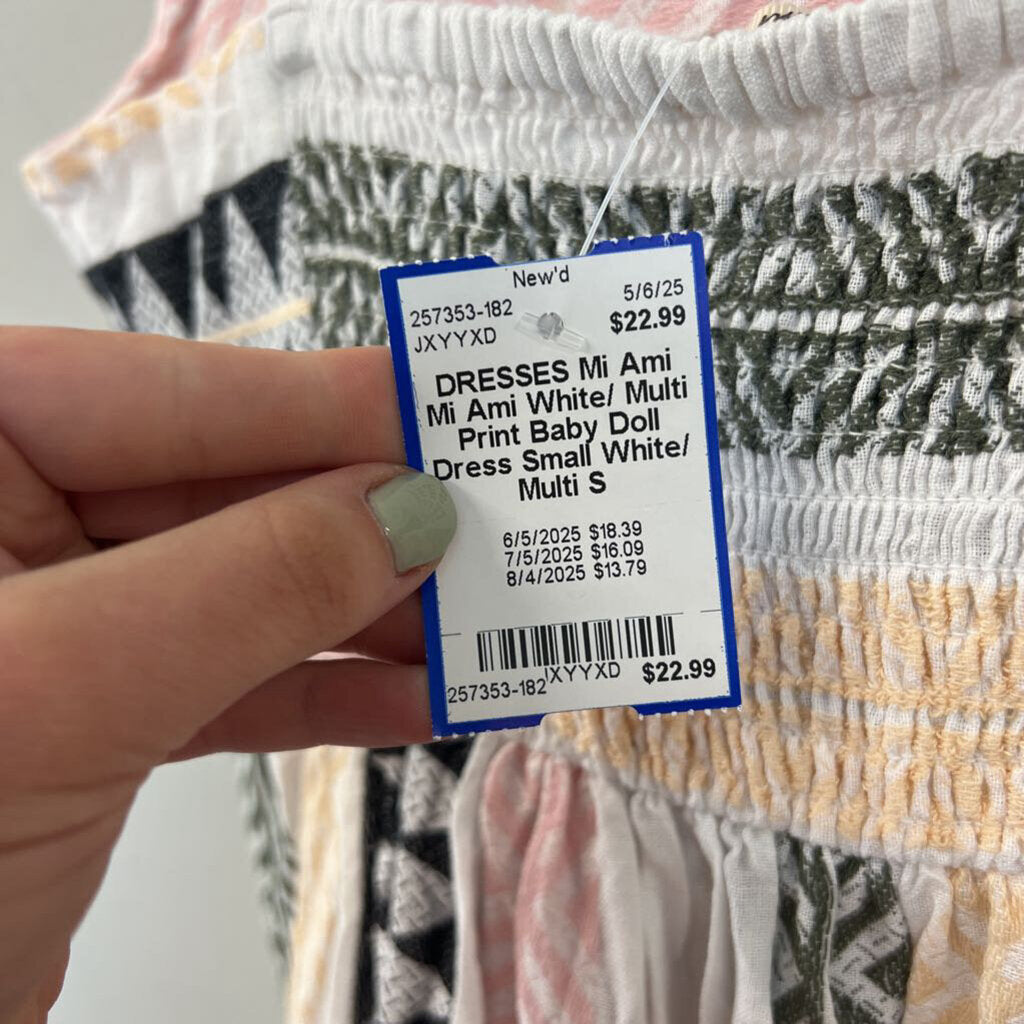 New'd
257353-182 5/6/25
JXYYXD $22.99
DRESSES Mi Ami
Mi Ami White/ Multi
Print Baby Doll
Dress Small White/
Multi S
6/5/2025 $18.39
7/5/2025 $16.09
8/4/2025 $13.79
257353-182 JXYYXD $22.99